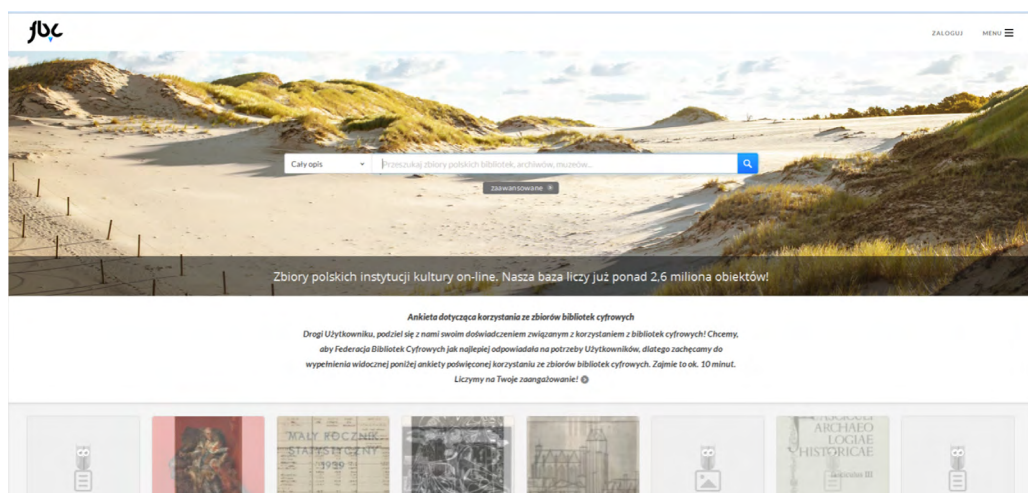 fbc
ZALOGUJ
MENU
Cały opis
Przeszukaj zbiory polskich bibliotek, archiwów, muzeów...
zaawansowane
Zbiory polskich instytucji kultury on-line. Nasza baza liczy już ponad 2,6 miliona obiektów!
Ankieta dotycząca korzystania ze zbiorów bibliotek cyfrowych
Drogi Użytkowniku, podziel się z nami swoim doświadczeniem związanym z korzystaniem z bibliotek cyfrowych! Chcemy,
aby Federacja Bibliotek Cyfrowych jak najlepiej odpowiadała na potrzeby Użytkowników, dlatego zachęcamy do
wypełnienia widocznej poniżej ankiety poświęconej korzystaniu ze zbiorów bibliotek cyfrowych. Zajmie to ok. 10 minut.
Liczymy na Twoje zaangażowanie!
MAŁY ROCZNIK
STATYSTYCZNY
1939
FASCICULI
ARCHAEO
LOGIAE
HISTORICAE
Fasciculus III